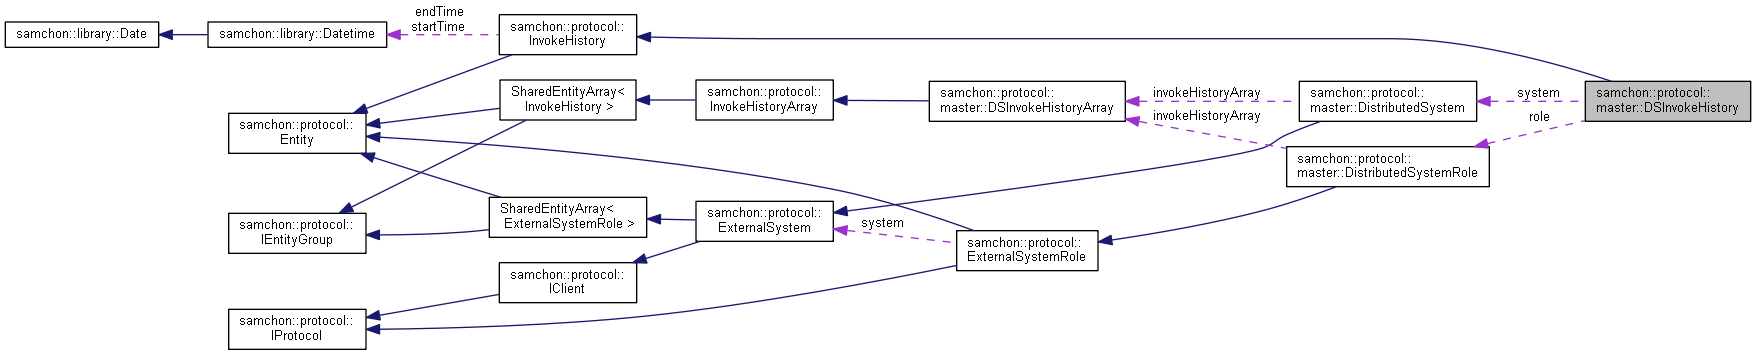 samchon::library::Date
samchon::library::Datetime
endTime
startTime
samchon::protocol::
InvokeHistory
SharedEntityArray<
InvokeHistory >
samchon::protocol::
InvokeHistoryArray
samchon::protocol::
master::DSInvokeHistoryArray
invokeHistoryArray
invokeHistoryArray
samchon::protocol::
master::DistributedSystem
system
role
samchon::protocol::
master::DSInvokeHistory
samchon::protocol::
Entity
samchon::protocol::
master::DistributedSystemRole
samchon::protocol::
IEntityGroup
SharedEntityArray<
ExternalSystemRole >
samchon::protocol::
ExternalSystem
system
samchon::protocol::
ExternalSystemRole
samchon::protocol::
IClient
samchon::protocol::
IProtocol